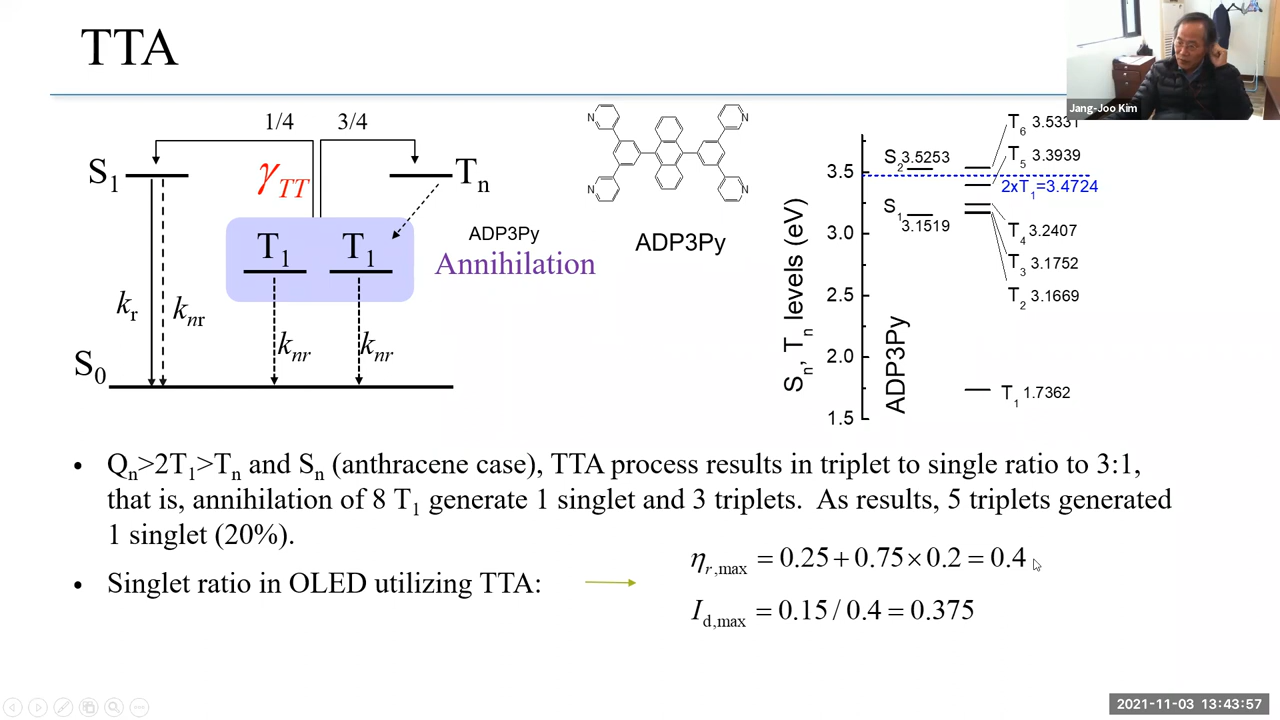 TTA
Jang-Joo Kim
1/4
3/4
S1
γTT
Tn
T1
T1
ADP3Py
Annihilation
kr
knr
knr
knr
S0
N
N
N
N
ADP3Py
Sn, Tn levels (eV)
3.5
3.0
2.5
2.0
1.5
ADP3Py
S2 3.5253
S1 3.1519
T6 3.5331
T5 3.3939
2xT1=3.4724
T4 3.2407
T3 3.1752
T2 3.1669
T1 1.7362
• Qn>2T1>Tn and Sn (anthracene case), TTA process results in triplet to single ratio to 3:1,
that is, annihilation of 8 T1 generate 1 singlet and 3 triplets. As results, 5 triplets generated
1 singlet (20%).
• Singlet ratio in OLED utilizing TTA:
ηr,max = 0.25+0.75×0.2 = 0.4
Id,max = 0.15/0.4 = 0.375
2021-11-03 13:43:57